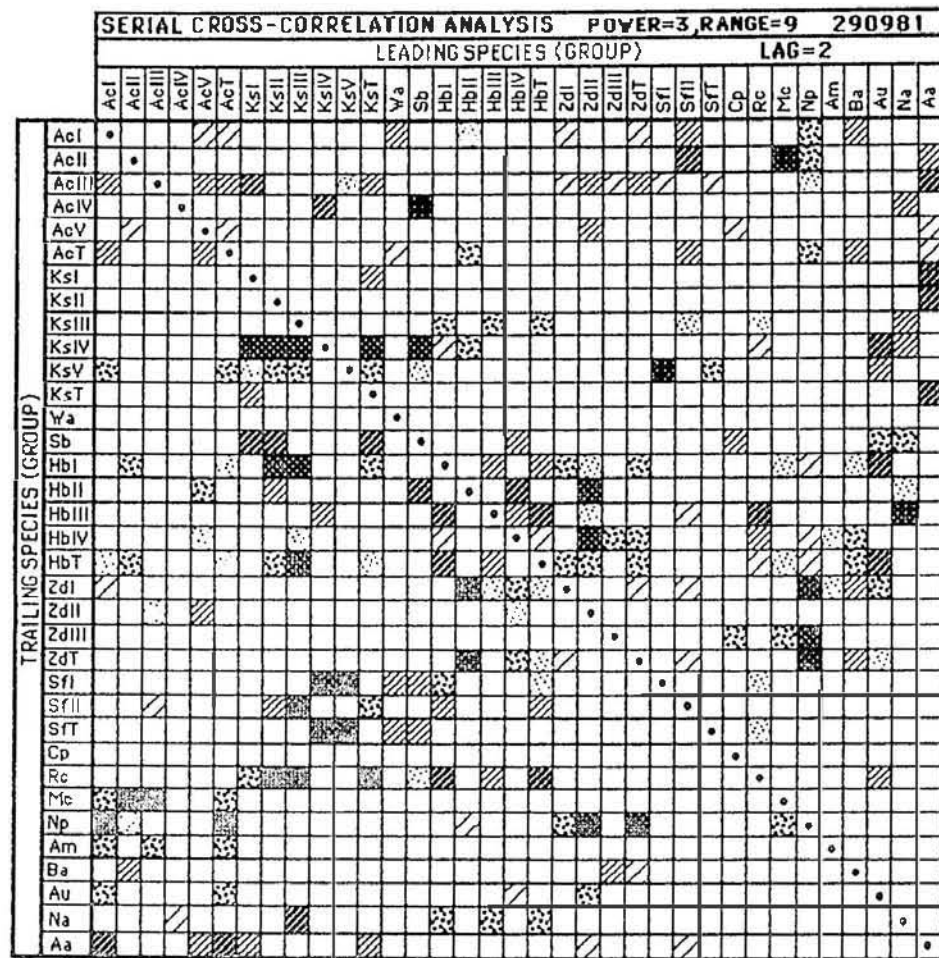 SERIAL CROSS-CORRELATION ANALYSIS POWER=3,RANGE=9 290981
LEADING SPECIES (GROUP) LAG=2
AcI AcII AcIII AcIV AcV AcT KsI KsII KsIII KsIV KsV KsT Wa Sb HbI HbII HbIII HbIV HbT ZdI ZdII ZdIII ZdT SfI SfII SfT Cp Rc Mc Np Am Ba Au Na Aa
TRAILING SPECIES (GROUP)
AcI
AcII
AcIII
AcIV
AcV
AcT
KsI
KsII
KsIII
KsIV
KsV
KsT
Wa
Sb
HbI
HbII
HbIII
HbIV
HbT
ZdI
ZdII
ZdIII
ZdT
SfI
SfII
SfT
Cp
Rc
Mc
Np
Am
Ba
Au
Na
Aa